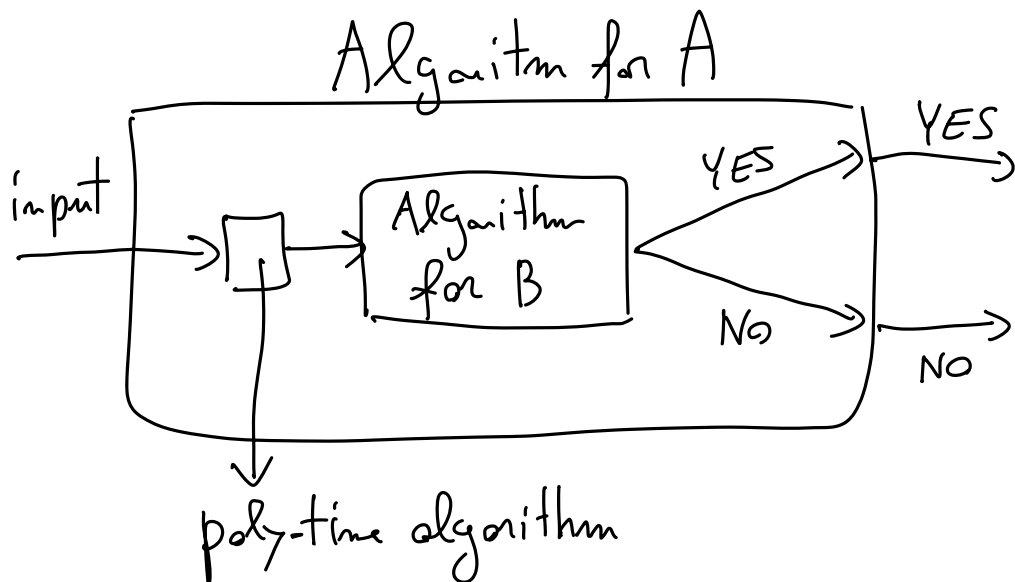 Algoritm for A
input
Algorithm
for B
YES
YES
NO
NO
poly-time algorithm